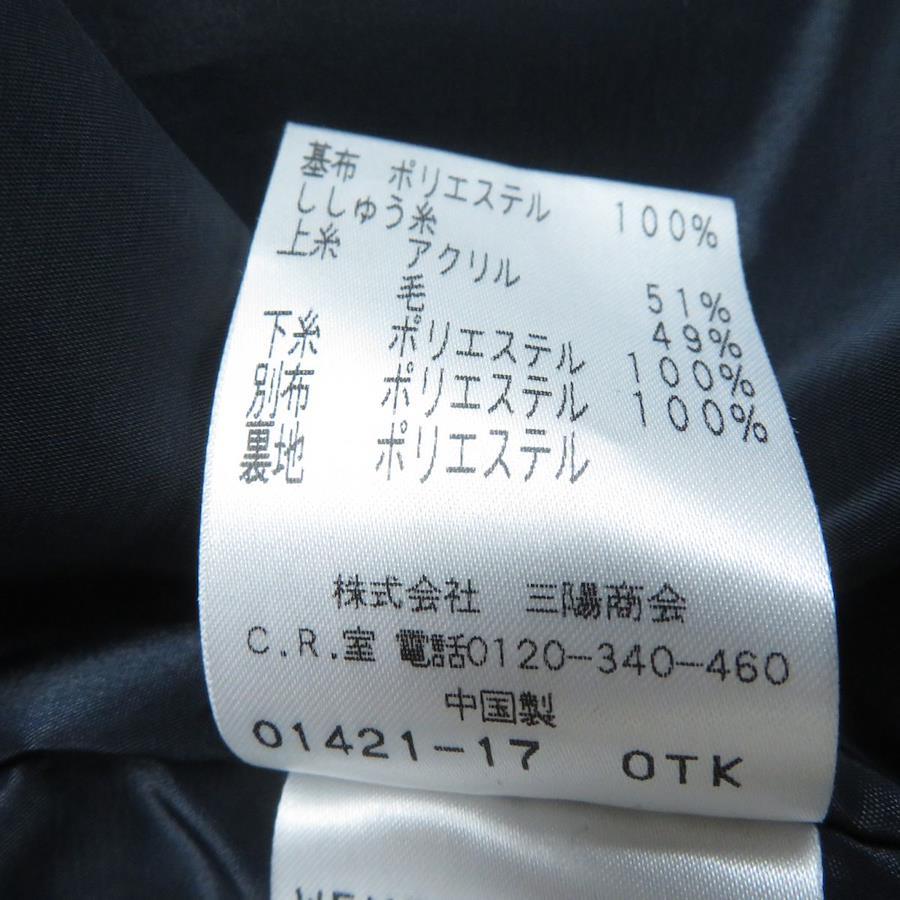 基布 ポリエステル 100%
ししゅう糸
上糸 アクリル 51%
毛 49%
下糸 ポリエステル 100%
別布 ポリエステル 100%
裏地 ポリエステル
株式会社 三陽商会
C.R.室 電話0120-340-460
中国製
01421-17 OTK